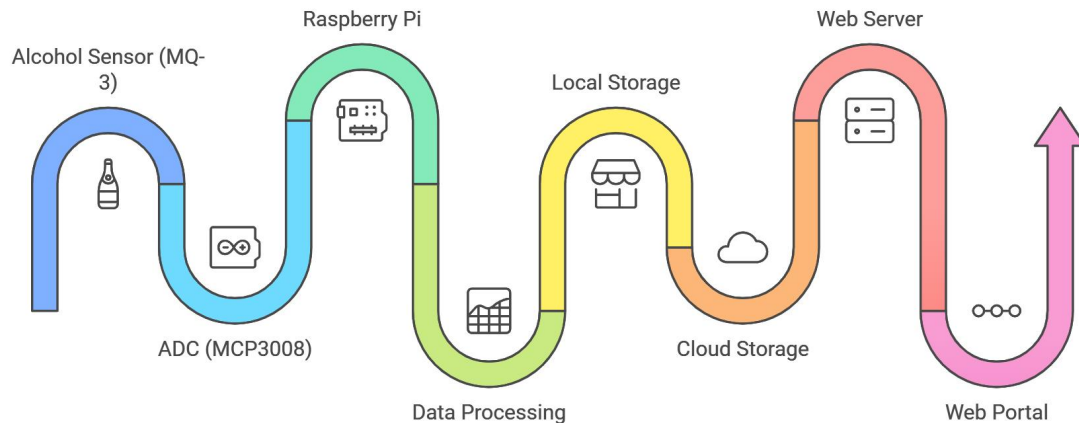 Alcohol Sensor (MQ-
3)
ADC (MCP3008)
Raspberry Pi
Data Processing
Local Storage
Cloud Storage
Web Server
Web Portal